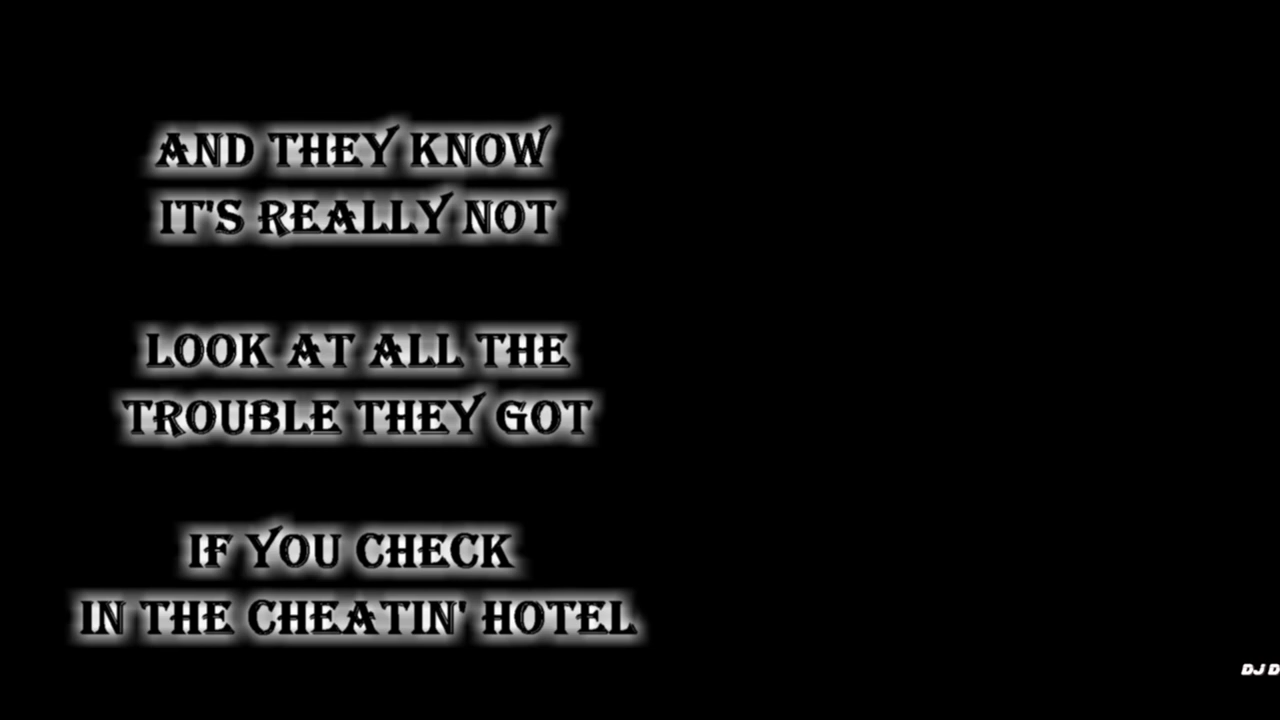 AND THEY KNOW
IT'S REALLY NOT
LOOK AT ALL THE
TROUBLE THEY GOT
IF YOU CHECK
IN THE CHEATIN' HOTEL
DJ D